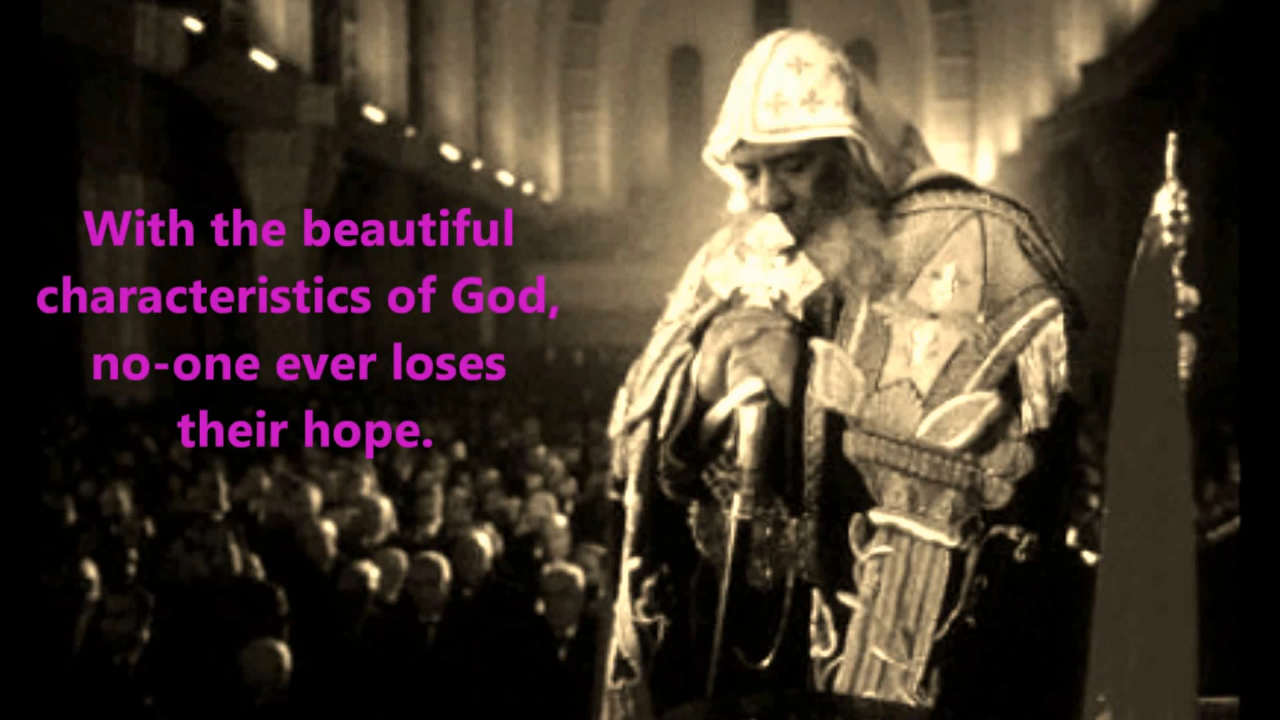 With the beautiful
characteristics of God,
no-one ever loses
their hope.